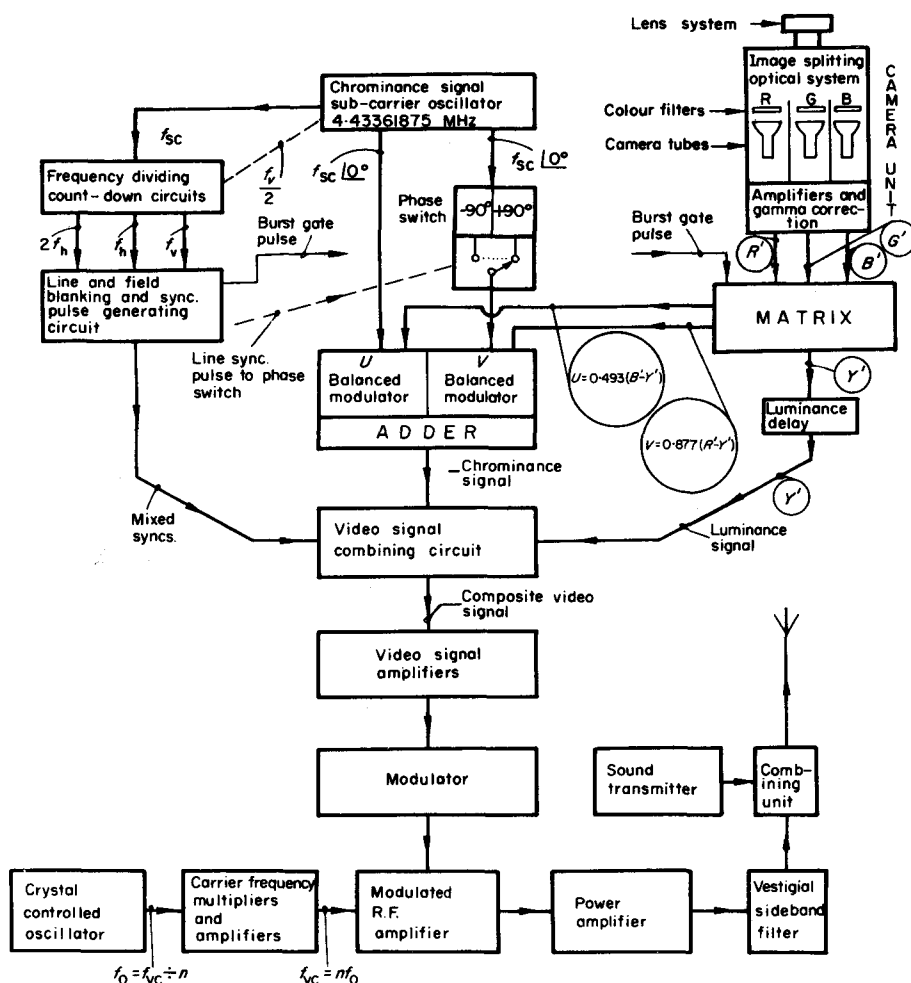 Lens system
Image splitting
optical system
R G B
Colour filters
Camera tubes
CAMERA UNIT
Amplifiers and
gamma correc-
tion
R'
G'
B'
Chrominance signal
sub-carrier oscillator
4·43361875 MHz
fsc
fv/2
fsc |0°
fsc |0°
Frequency dividing
count-down circuits
2fh
fh
fv
Phase
switch
-90° +90°
Burst gate
pulse
Burst gate
pulse
Line and field
blanking and sync.
pulse generating
circuit
MATRIX
Line sync.
pulse to phase
switch
U
Balanced
modulator
V
Balanced
modulator
ADDER
U=0·493(B'-Y')
V=0·877(R'-Y')
Y'
Luminance
delay
Y'
Chrominance
signal
Mixed
syncs.
Video signal
combining circuit
Luminance
signal
Composite video
signal
Video signal
amplifiers
Modulator
Sound
transmitter
Com-
bining
unit
Crystal
controlled
oscillator
Carrier frequency
multipliers
and
amplifiers
Modulated
R.F.
amplifier
Power
amplifier
Vestigial
sideband
filter
fo = fvc ÷ n
fvc = nfo